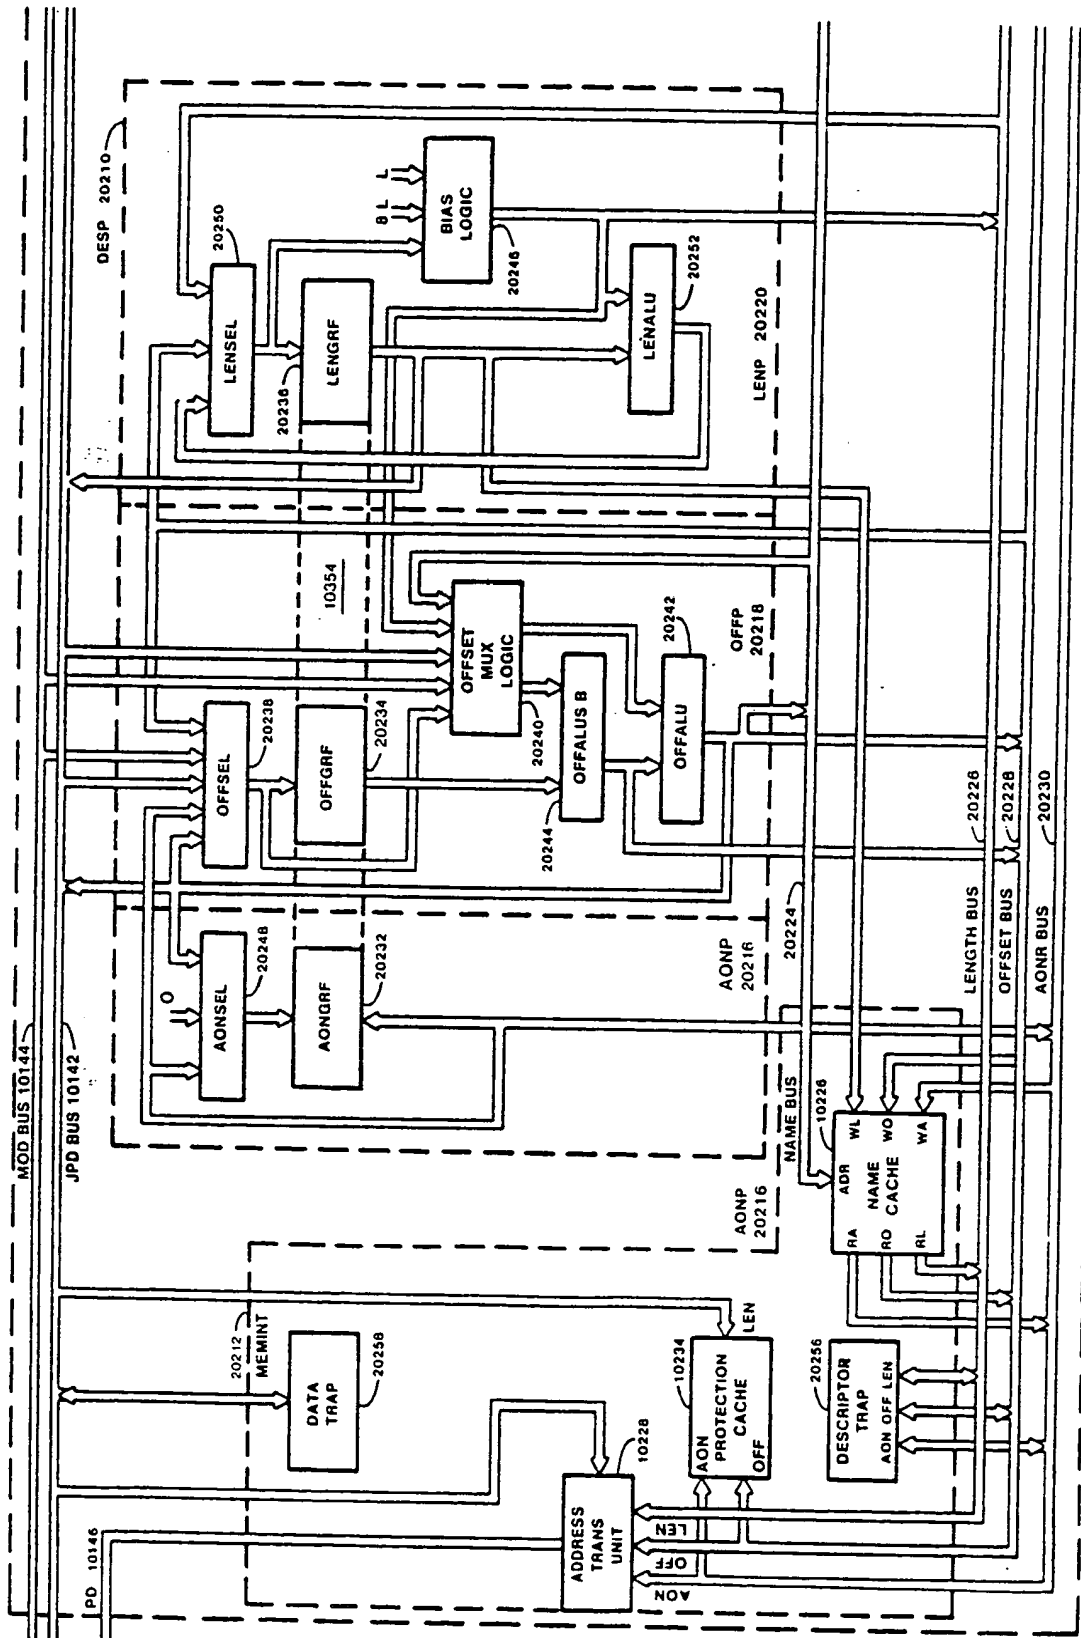 MOD BUS 10144
JPD BUS 10142
PD 10146
DESP 20210
20212
MEMINT
DATA
TRAP
20258
ADDRESS
TRANS
UNIT
10228
AON
OFF
LEN
AON
PROTECTION
CACHE
OFF
10234
LEN
DESCRIPTOR
TRAP
AON OFF LEN
20256
AONP
20216
NAME BUS
20224
ADR
10226
NAME
CACHE
RA
RO
RL
WL
WO
WA
O
AONSEL
20248
AONGRF
20232
AONP
20216
OFFSEL
20238
OFFGRF
20234
10354
OFFSET
MUX
LOGIC
20240
OFFALUS B
20244
OFFALU
20242
OFFP
20218
LENSEL
20250
20236
LENGRF
8 L
L
BIAS
LOGIC
20246
LENALU
20252
LENP 20220
LENGTH BUS
20226
OFFSET BUS
20228
AONR BUS
20230